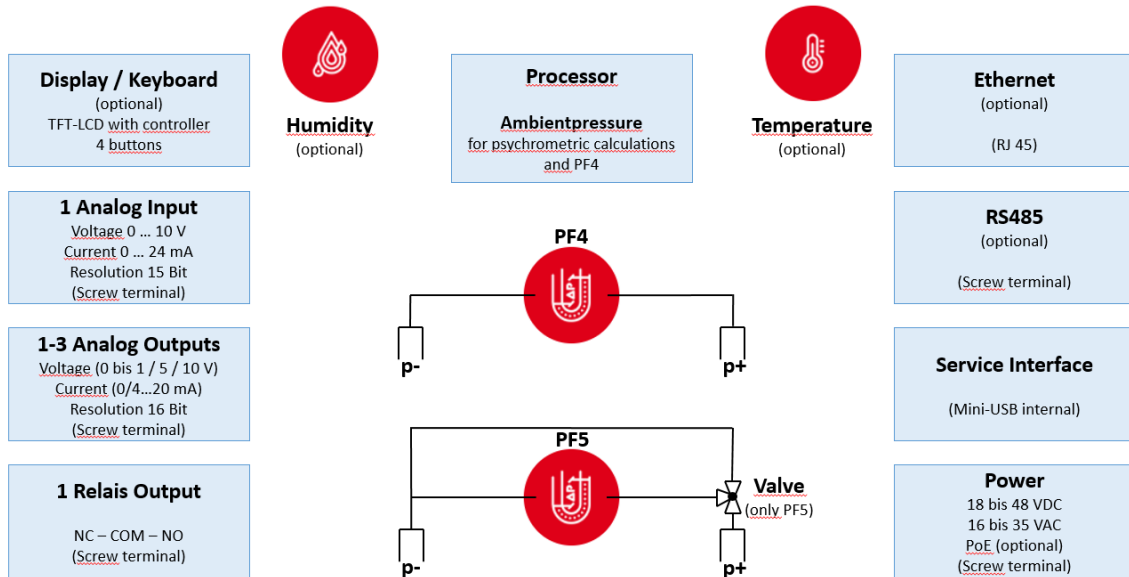 Display / Keyboard
(optional)
TFT-LCD with controller
4 buttons
Humidity
(optional)
Processor
Ambientpressure
for psychrometric calculations
and PF4
Temperature
(optional)
Ethernet
(optional)
(RJ 45)
1 Analog Input
Voltage 0 ... 10 V
Current 0 ... 24 mA
Resolution 15 Bit
(Screw terminal)
RS485
(optional)
(Screw terminal)
PF4
ΔP
p-
p+
1-3 Analog Outputs
Voltage (0 bis 1 / 5 / 10 V)
Current (0/4...20 mA)
Resolution 16 Bit
(Screw terminal)
Service Interface
(Mini-USB internal)
PF5
ΔP
Valve
(only PF5)
p-
p+
1 Relais Output
NC – COM – NO
(Screw terminal)
Power
18 bis 48 VDC
16 bis 35 VAC
PoE (optional)
(Screw terminal)